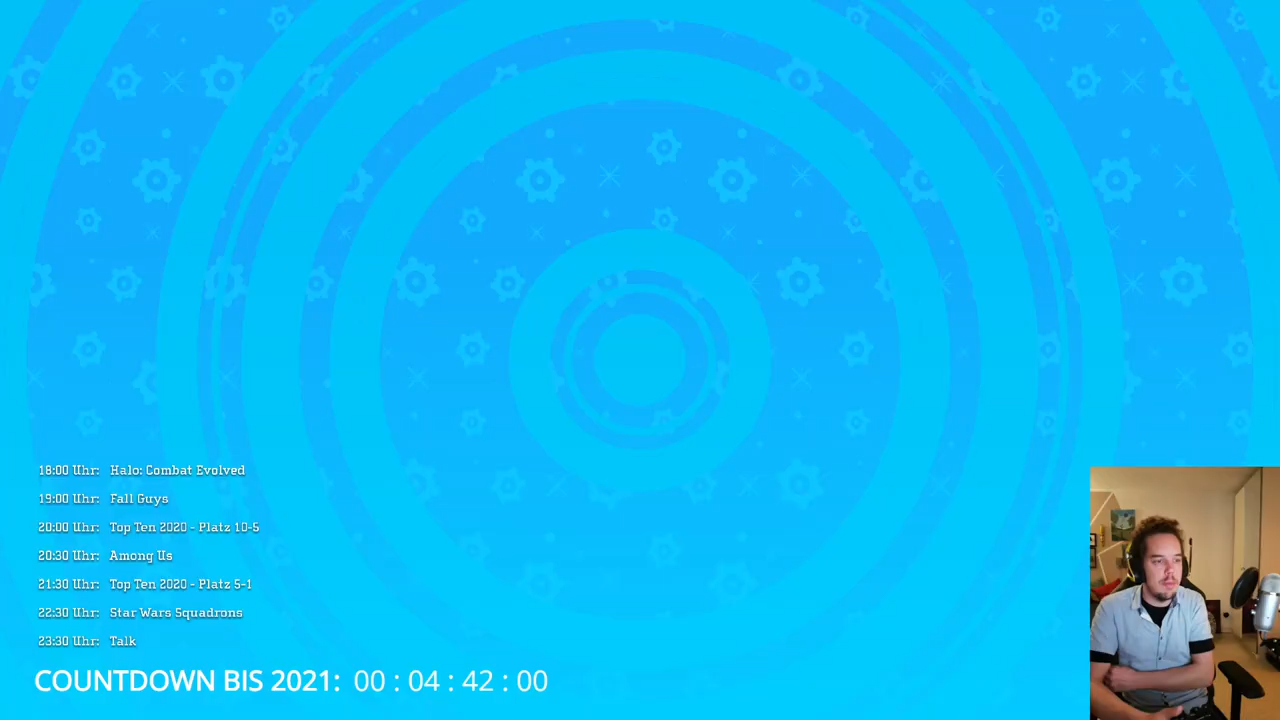 18:00 Uhr: Halo: Combat Evolved
19:00 Uhr: Fall Guys
20:00 Uhr: Top Ten 2020 - Platz 10-5
20:30 Uhr: Among Us
21:30 Uhr: Top Ten 2020 - Platz 5-1
22:30 Uhr: Star Wars Squadrons
23:30 Uhr: Talk
COUNTDOWN BIS 2021: 00 : 04 : 42 : 00